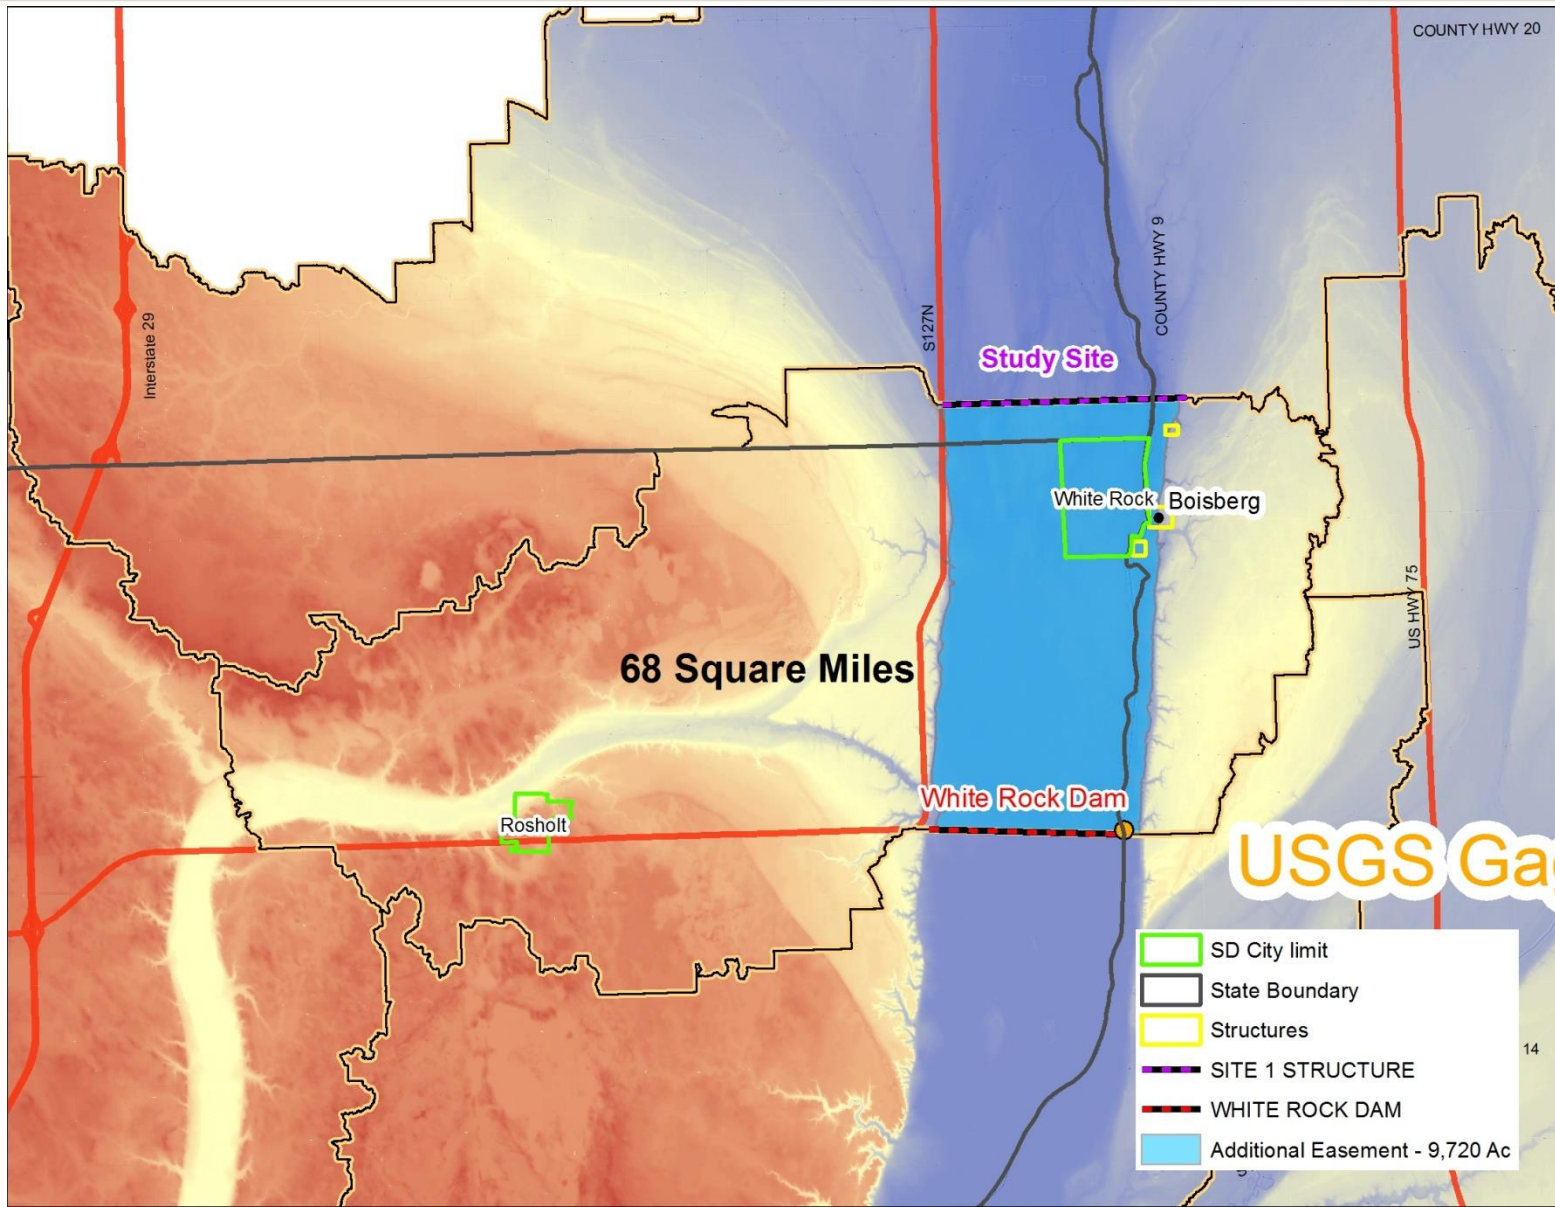 COUNTY HWY 20
COUNTY HWY 9
S127N
Interstate 29
Study Site
White Rock
Boisberg
US HWY 75
68 Square Miles
White Rock Dam
Rosholt
USGS Ga
SD City limit
State Boundary
Structures
14
SITE 1 STRUCTURE
WHITE ROCK DAM
Additional Easement - 9,720 Ac